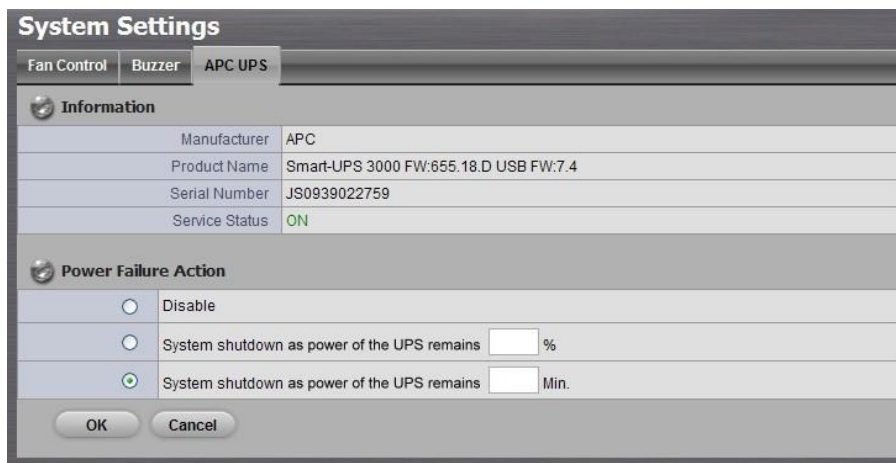 System Settings
Fan Control Buzzer APC UPS
Information
Manufacturer APC
Product Name Smart-UPS 3000 FW:655.18.D USB FW:7.4
Serial Number JS0939022759
Service Status ON
Power Failure Action
Disable
System shutdown as power of the UPS remains %
System shutdown as power of the UPS remains Min.
OK Cancel